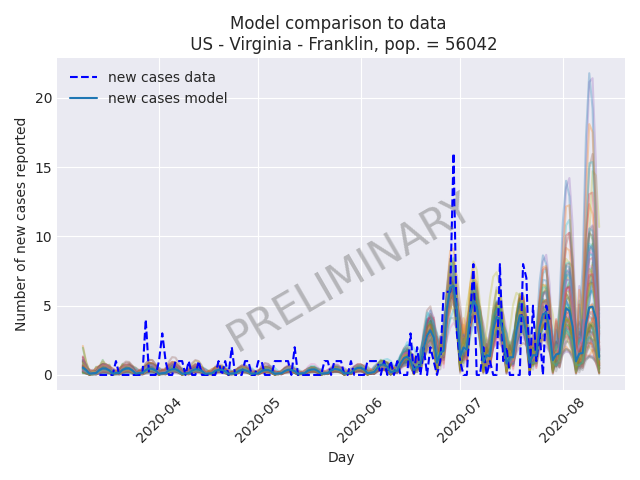 Model comparison to data
US - Virginia - Franklin, pop. = 56042
new cases data
new cases model
Number of new cases reported
20
15
10
5
0
PRELIMINARY
2020-04
2020-05
2020-06
2020-07
2020-08
Day